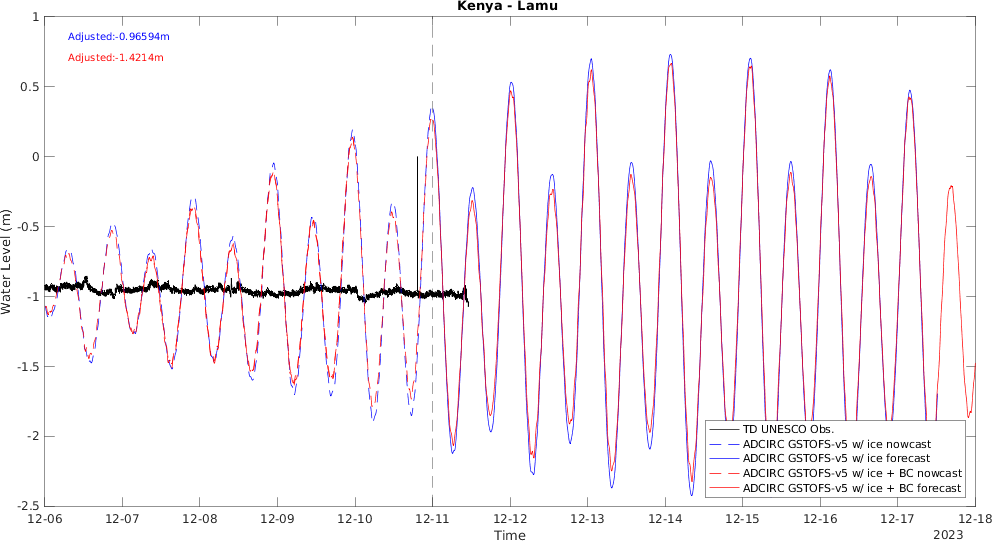 Kenya - Lamu
Adjusted:-0.96594m
Adjusted:-1.4214m
1
0.5
0
-0.5
-1
-1.5
-2
-2.5
Water Level (m)
TD UNESCO Obs.
ADCIRC GSTOFS-v5 w/ ice nowcast
ADCIRC GSTOFS-v5 w/ ice forecast
ADCIRC GSTOFS-v5 w/ ice + BC nowcast
ADCIRC GSTOFS-v5 w/ ice + BC forecast
12-06 12-07 12-08 12-09 12-10 12-11 12-12 12-13 12-14 12-15 12-16 12-17 12-18
Time
2023